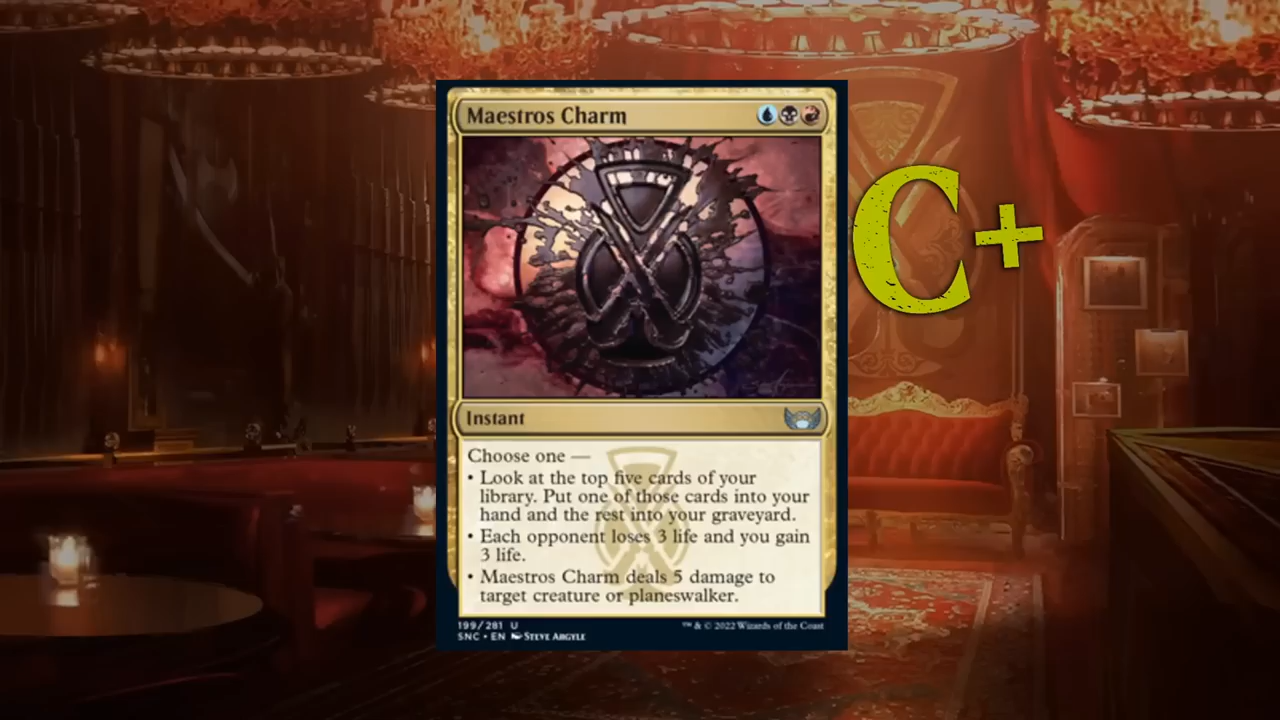 Maestros Charm
C+
Instant
Choose one —
• Look at the top five cards of your
library. Put one of those cards into your
hand and the rest into your graveyard.
• Each opponent loses 3 life and you gain
3 life.
• Maestros Charm deals 5 damage to
target creature or planeswalker.
199/281 U
™ & © 2022 Wizards of the Coast
SNC • EN Steve Argyle